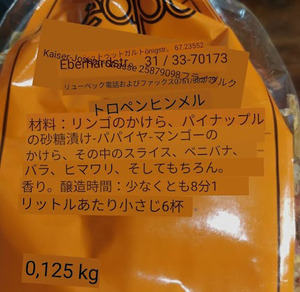 Kaiser-Jos
67.23552
Eberhardstr. 31 / 33-70173
25879098
リューベック電話およびファックス
トロペンヒンメル
材料：リンゴのかけら、パイナップル
の砂糖漬け-パパイヤ-マンゴーの
かけら、その中のスライス、ベニバナ、
バラ、ヒマワリ、そしてもちろん。
香り。醸造時間：少なくとも8分1
リットルあたり小さじ6杯
0,125 kg